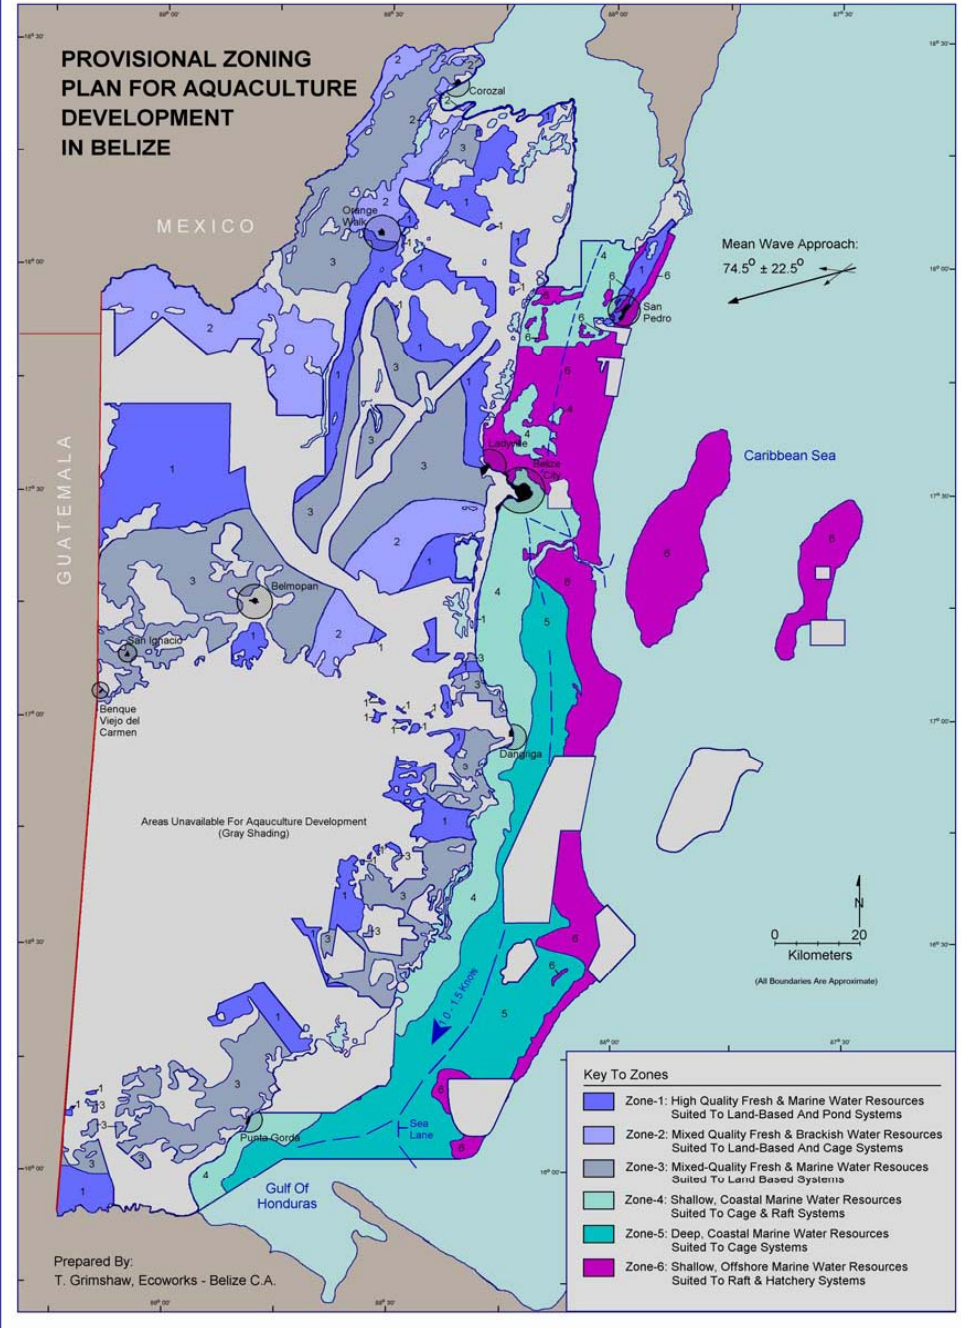 PROVISIONAL ZONING
PLAN FOR AQUACULTURE
DEVELOPMENT
IN BELIZE
MEXICO
GUATEMALA
Corozal
Orange
Walk
San
Pedro
Mean Wave Approach:
74.5° ± 22.5°
Ladyville
Belize
City
Caribbean Sea
Belmopan
San Ignacio
Benque
Viejo del
Carmen
Dangriga
Areas Unavailable For Aqauculture Development
(Gray Shading)
N
0 20
Kilometers
(All Boundaries Are Approximate)
1.0 - 1.5 Knots
Sea
Lane
Punta Gorda
Gulf Of
Honduras
Prepared By:
T. Grimshaw, Ecoworks - Belize C.A.
Key To Zones
Zone-1: High Quality Fresh & Marine Water Resources
Suited To Land-Based And Pond Systems
Zone-2: Mixed Quality Fresh & Brackish Water Resources
Suited To Land-Based And Cage Systems
Zone-3: Mixed-Quality Fresh & Marine Water Resouces
Suited To Land Based Systems
Zone-4: Shallow, Coastal Marine Water Resources
Suited To Cage & Raft Systems
Zone-5: Deep, Coastal Marine Water Resources
Suited To Cage Systems
Zone-6: Shallow, Offshore Marine Water Resources
Suited To Raft & Hatchery Systems